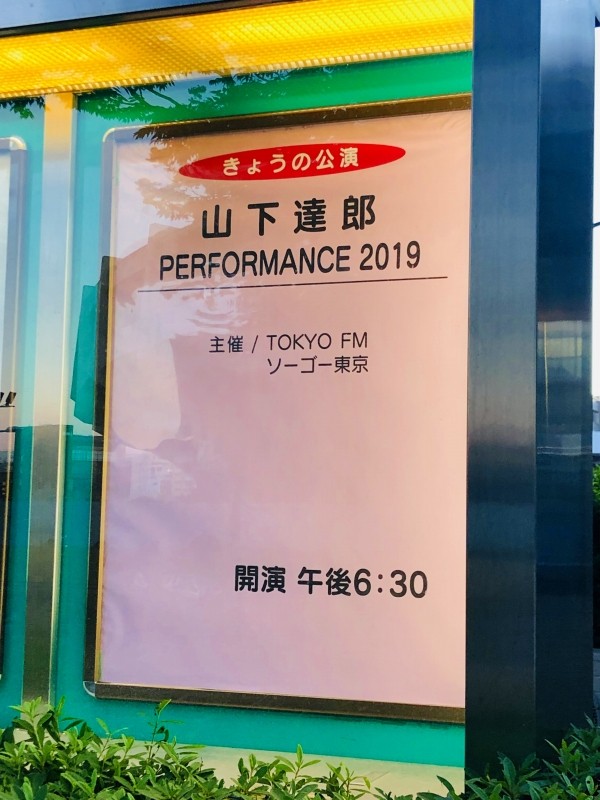 きょうの公演
山下達郎
PERFORMANCE 2019
主催 / TOKYO FM
ソーゴー東京
開演 午後6:30